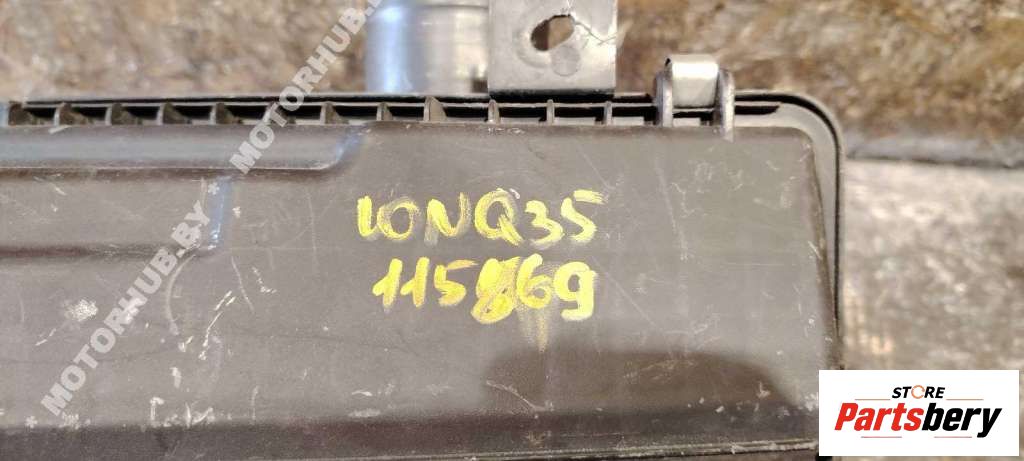 MOTORHUB.BY
* MOTORHUB.BY *
10NQ35
115869
STORE
Partsbery